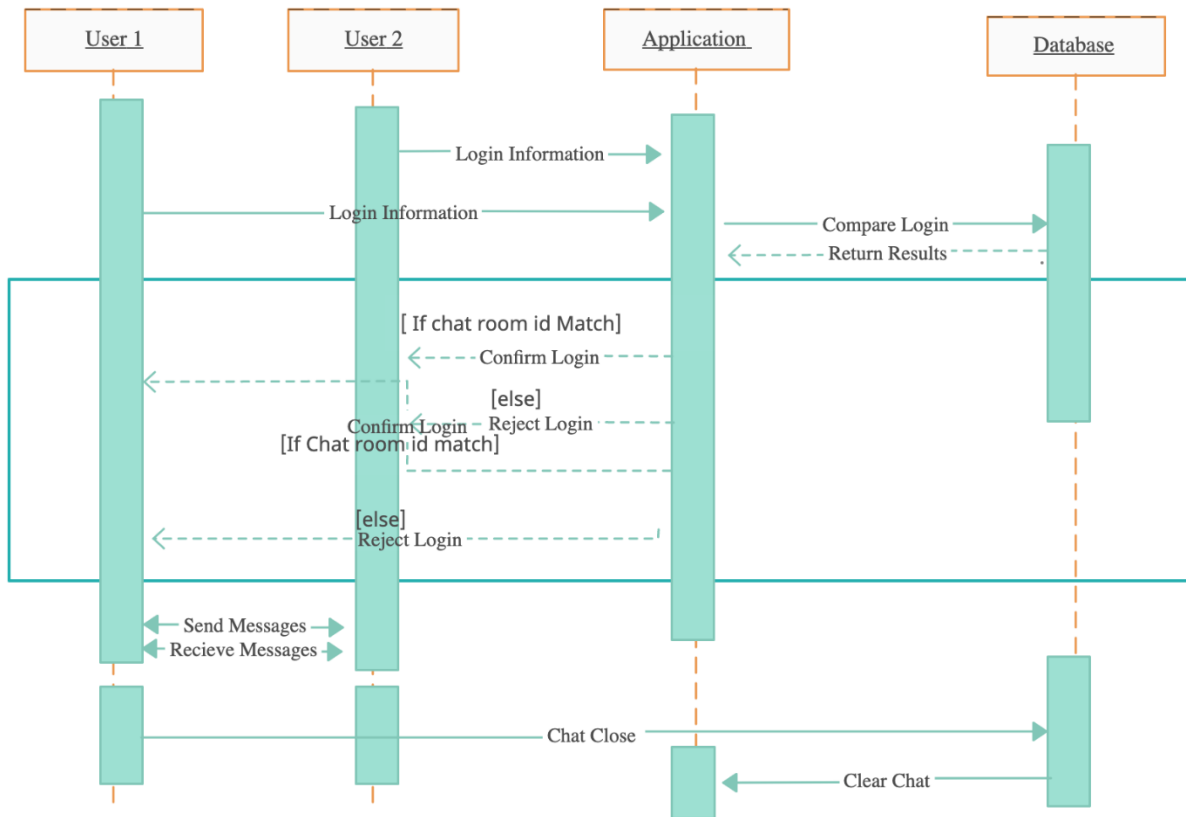 User 1
User 2
Application
Database
Login Information
Login Information
Compare Login
Return Results
[ If chat room id Match]
Confirm Login
[else]
Reject Login
Confirm Login
[If Chat room id match]
[else]
Reject Login
Send Messages
Recieve Messages
Chat Close
Clear Chat